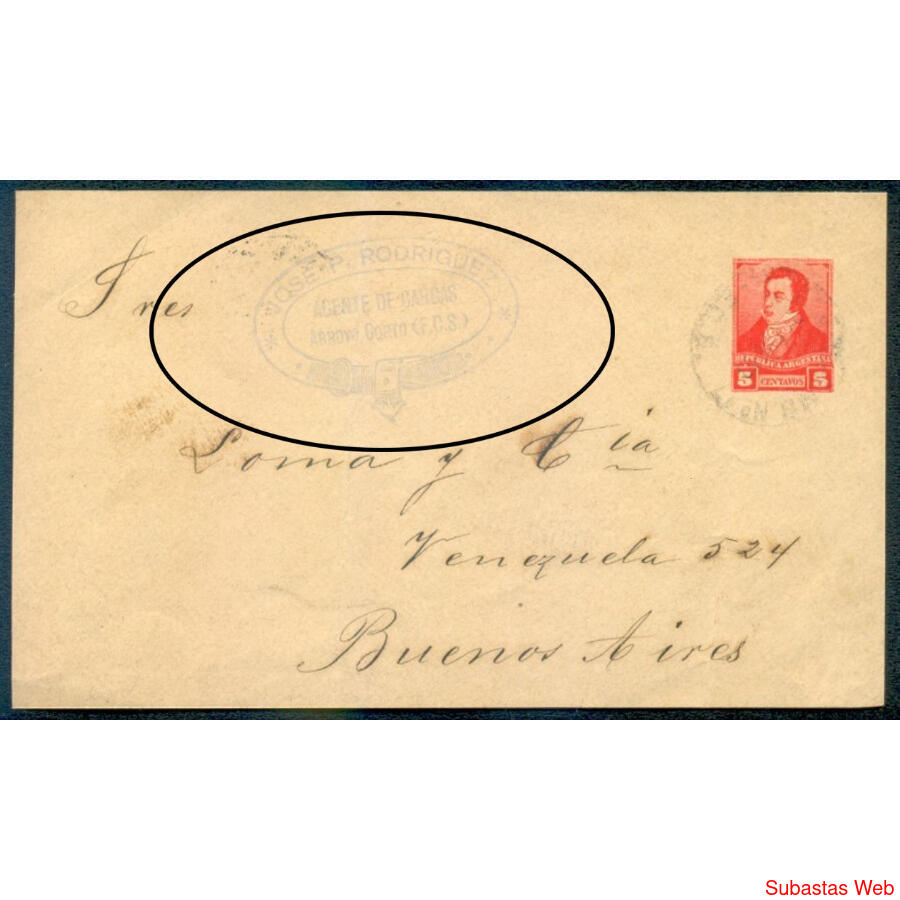 JOSE P. RODRIGUEZ
AGENTE DE CARGAS
ARROYO CORTO (F.C.S.)
REPUBLICA ARGENTINA
5 CENTAVOS 5
Sres
Loma y Cia
Venezuela 524
Buenos Aires
Subastas Web